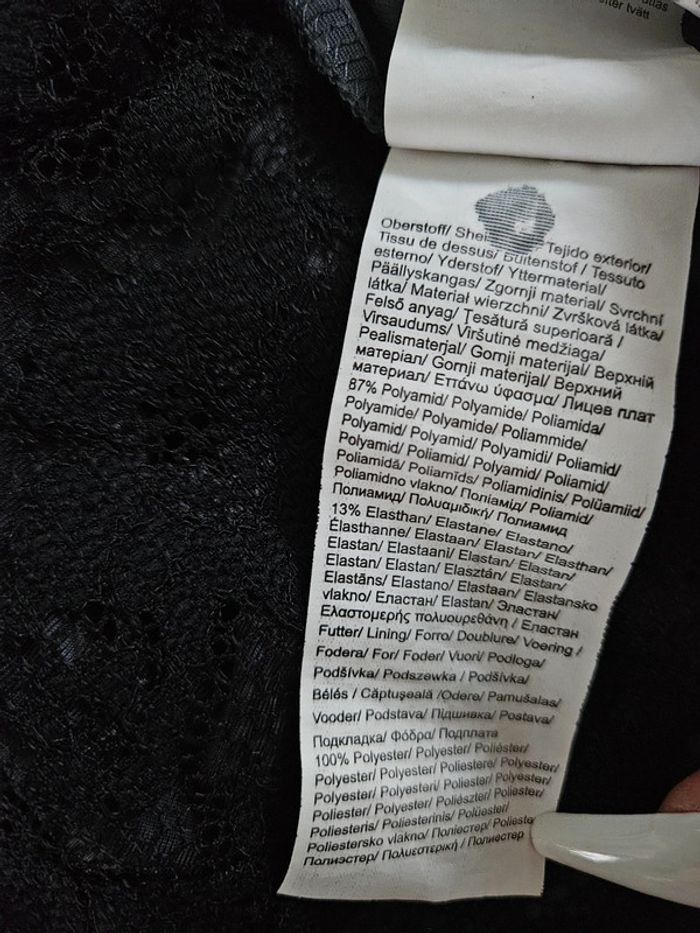 efter tvätt
Oberstoff/ Tejido exterior/
Tissu de dessus/ Buitenstof / Tessuto
esterno/ Yderstof/ Yttermaterial/
Päällyskangas/ Zgornji material/ Svrchní
látka/ Materiał wierzchni/ Zvršková látka/
Felső anyag/ Ţesătură superioară /
Virsaudums/ Viršutinė medžiaga/
Pealismaterjal/ Gornji materijal/ Верхній
матеріал/ Gornji materijal/ Верхний
материал/ Επάνω ύφασμα/ Лицев плат
87% Polyamid/ Polyamide/ Poliamida/
Polyamide/ Polyamide/ Poliammide/
Polyamid/ Polyamid/ Polyamidi/ Poliamid/
Polyamid/ Poliamid/ Polyamid/ Poliamid/
Poliamidă/ Poliamīds/ Poliamidinis/ Polüamiid/
Poliamidno vlakno/ Поліамід/ Poliamid/
Полиамид/ Πολυαμιδική/ Полиамид
13% Elasthan/ Elastane/ Elastano/
Élasthanne/ Elastaan/ Elastan/ Elasthan/
Elastan/ Elastaani/ Elastan/ Elastan/
Elastan/ Elastan/ Elasztán/ Elastan/
Elastāns/ Elastano/ Elastaan/ Elastansko
vlakno/ Еластан/ Elastan/ Эластан/
Ελαστομερής πολυουρεθάνη / Еластан
Futter/ Lining/ Forro/ Doublure/ Voering /
Fodera/ For/ Foder/ Vuori/ Podloga/
Podšívka/ Podszewka / Podšívka/
Bélés / Căptuşeală /Odere/ Pamušalas/
Vooder/ Podstava/ Підшивка/ Postava/
Подкладка/ Φόδρα/ Подплата
100% Polyester/ Polyester/ Poliéster/
Polyester/ Polyester/ Poliestere/ Polyester/
Polyester/ Polyesteri/ Poliester/ Polyester/
Poliester/ Polyester/ Poliészter/ Poliester/
Poliesteris/ Poliesterinis/ Polüester/
Poliestersko vlakno/ Поліестер/
Полиэстер/ Πολυεστερική / Полиестер